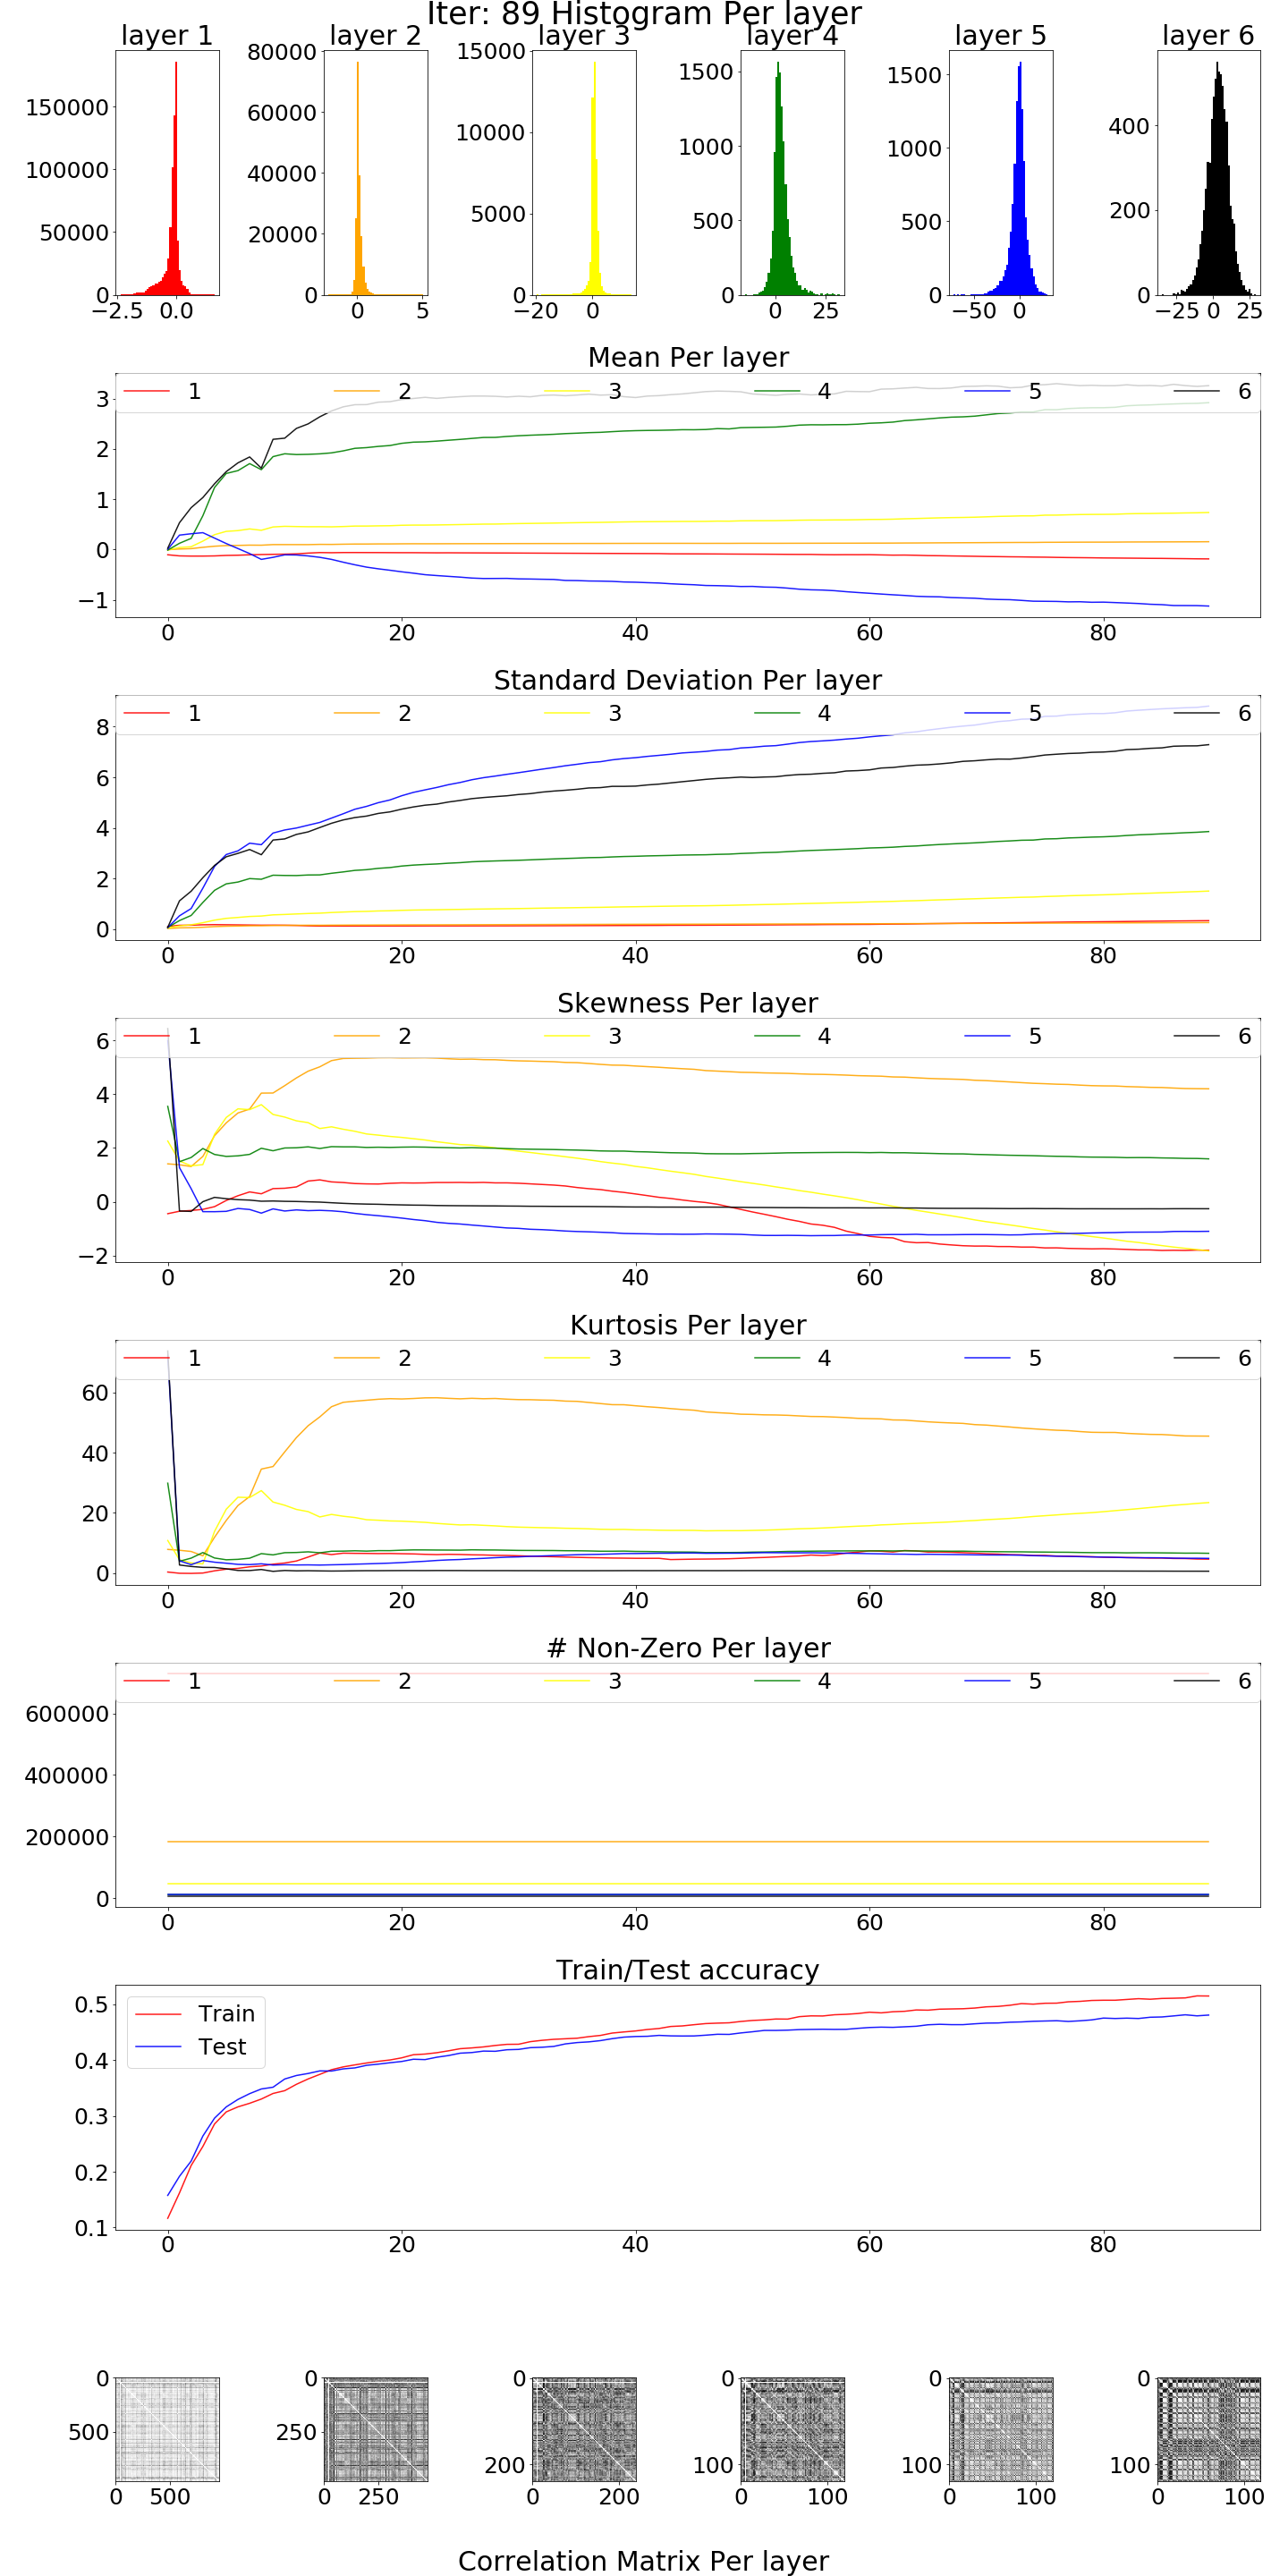 Iter: 89 Histogram Per layer
layer 1 layer 2 layer 3 layer 4 layer 5 layer 6
150000 100000 50000 0
−2.5 0.0
80000 60000 40000 20000 0
0 5
15000 10000 5000 0
−20 0
1500 1000 500 0
0 25
1500 1000 500 0
−50 0
400 200 0
−25 0 25
Mean Per layer
1 2 3 4 5 6
3
2
1
0
−1
0 20 40 60 80
Standard Deviation Per layer
1 2 3 4 5 6
8
6
4
2
0
0 20 40 60 80
Skewness Per layer
1 2 3 4 5 6
6
4
2
0
−2
0 20 40 60 80
Kurtosis Per layer
1 2 3 4 5 6
60
40
20
0
0 20 40 60 80
# Non-Zero Per layer
1 2 3 4 5 6
600000
400000
200000
0
0 20 40 60 80
Train/Test accuracy
Train
Test
0.5
0.4
0.3
0.2
0.1
0 20 40 60 80
0 500
0 500
0 250
0 250
0 200
0 200
0 100
0 100
0 100
0 100
0 100
0 100
Correlation Matrix Per layer